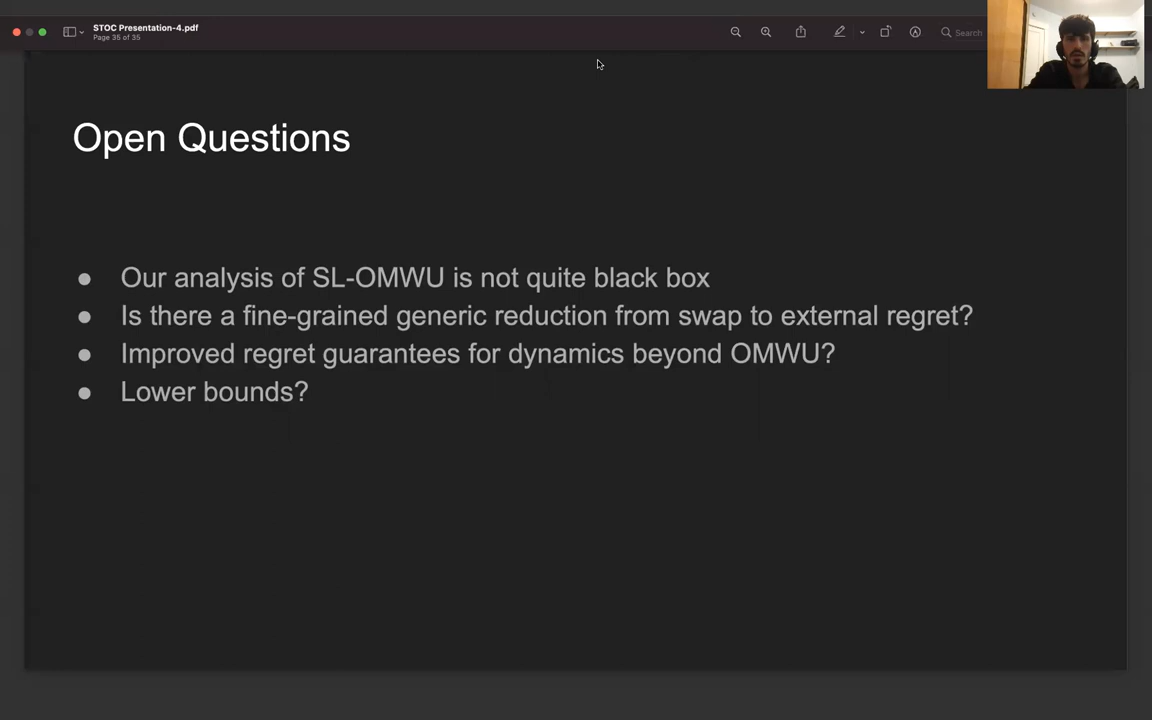 STOC Presentation-4.pdf
Page 35 of 35
Search
Open Questions
● Our analysis of SL-OMWU is not quite black box
● Is there a fine-grained generic reduction from swap to external regret?
● Improved regret guarantees for dynamics beyond OMWU?
● Lower bounds?